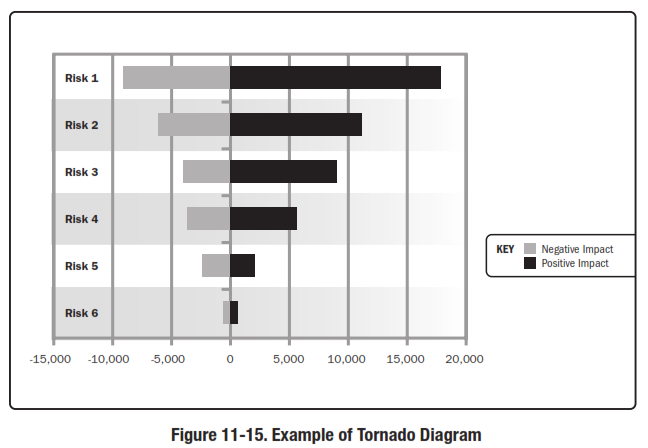 Risk 1
Risk 2
Risk 3
Risk 4
Risk 5
Risk 6
KEY Negative Impact
Positive Impact
-15,000 -10,000 -5,000 0 5,000 10,000 15,000 20,000
Figure 11-15. Example of Tornado Diagram